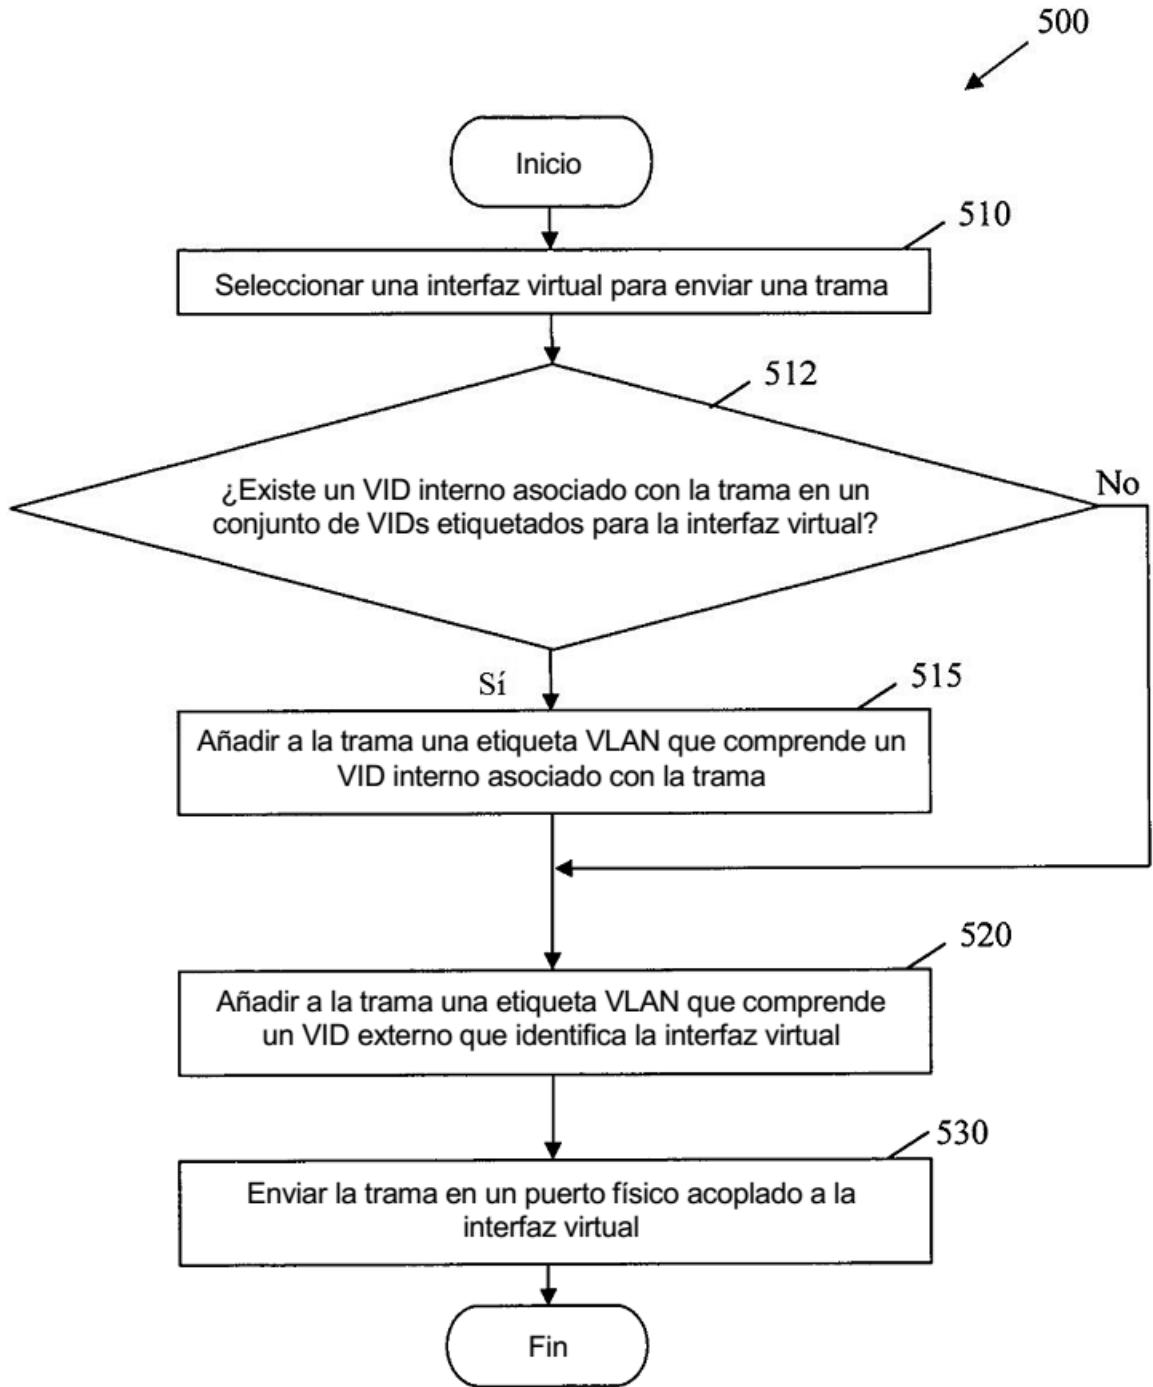 500
Inicio
510
Seleccionar una interfaz virtual para enviar una trama
512
¿Existe un VID interno asociado con la trama en un
conjunto de VIDs etiquetados para la interfaz virtual?
No
Sí
515
Añadir a la trama una etiqueta VLAN que comprende un
VID interno asociado con la trama
520
Añadir a la trama una etiqueta VLAN que comprende
un VID externo que identifica la interfaz virtual
530
Enviar la trama en un puerto físico acoplado a la
interfaz virtual
Fin